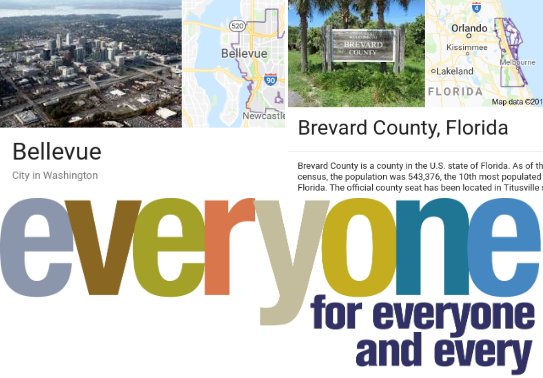 520
Bellevue
90
Newcastle
BREVARD
COUNTY
4
Orlando
Kissimmee
Melbourne
Lakeland
FLORIDA
Map data ©201
Bellevue
City in Washington
Brevard County, Florida
Brevard County is a county in the U.S. state of Florida. As of th
census, the population was 543,376, the 10th most populated
Florida. The official county seat has been located in Titusville s
everyone
for everyone
and every